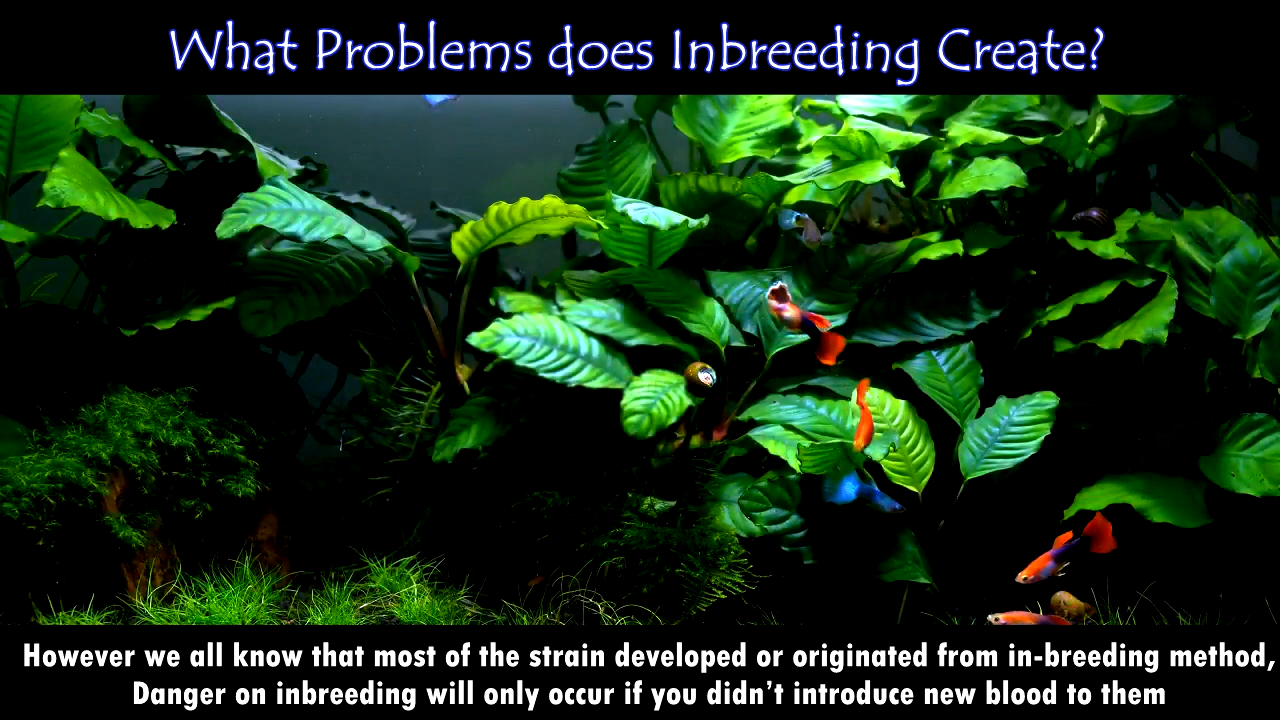 What Problems does Inbreeding Create?
However we all know that most of the strain developed or originated from in-breeding method,
Danger on inbreeding will only occur if you didn’t introduce new blood to them